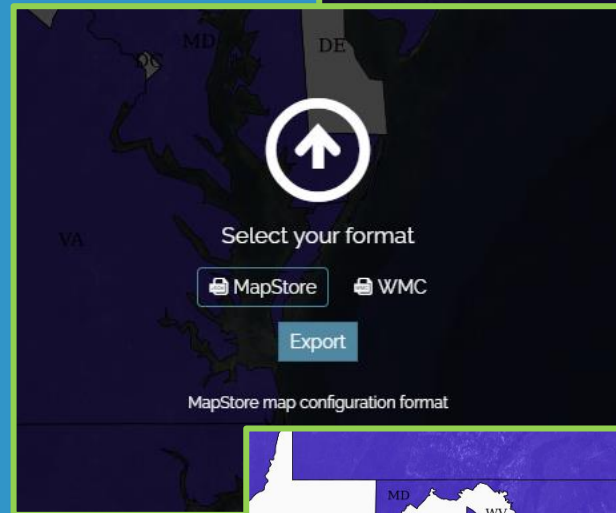 MD
DC
DE
VA
Select your format
MapStore
WMC
Export
MapStore map configuration format
MD
WV